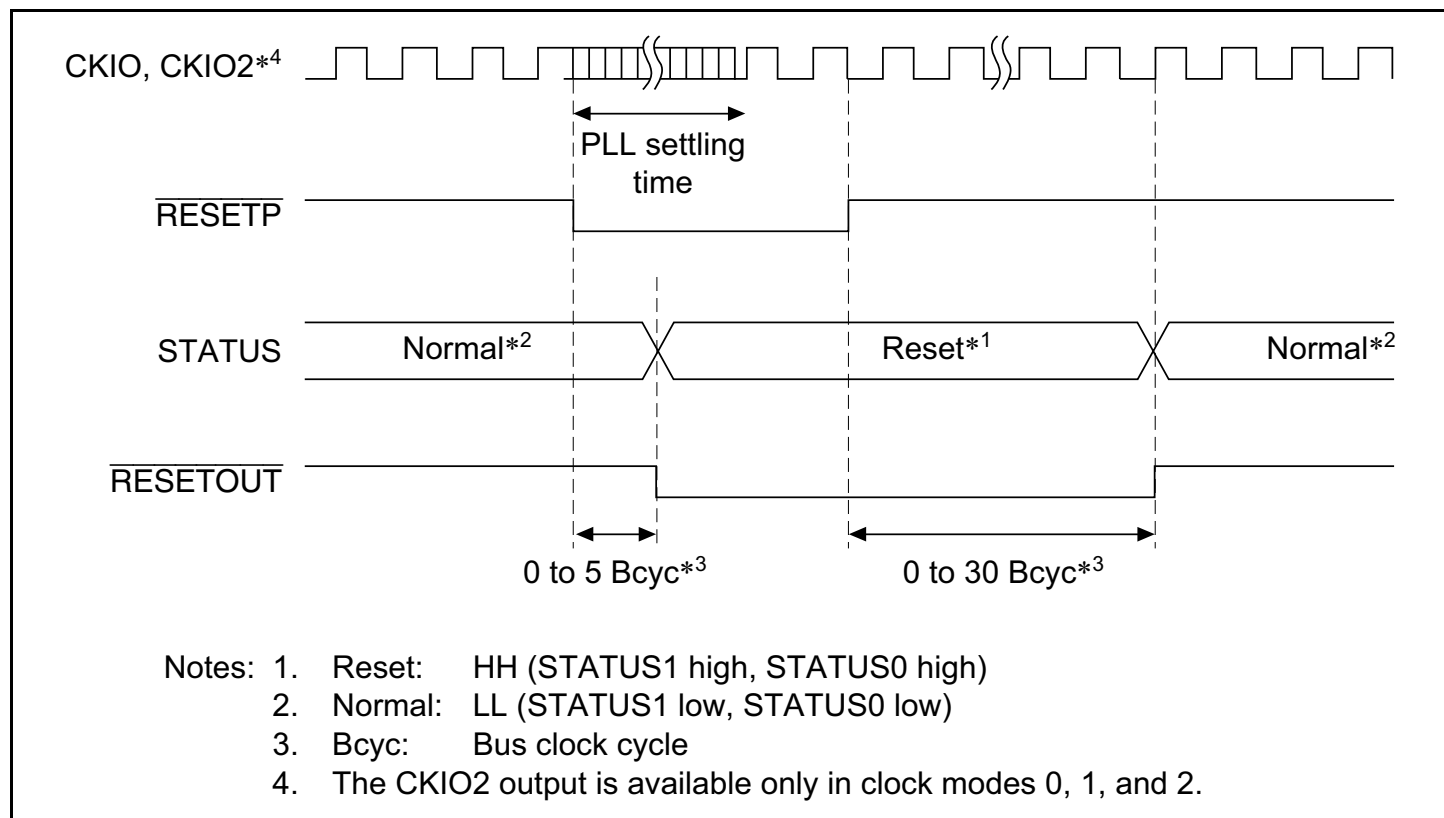 CKIO, CKIO2*4
PLL settling
time
RESETP
STATUS
Normal*2
Reset*1
Normal*2
RESETOUT
0 to 5 Bcyc*3
0 to 30 Bcyc*3
Notes: 1. Reset: HH (STATUS1 high, STATUS0 high)
2. Normal: LL (STATUS1 low, STATUS0 low)
3. Bcyc: Bus clock cycle
4. The CKIO2 output is available only in clock modes 0, 1, and 2.